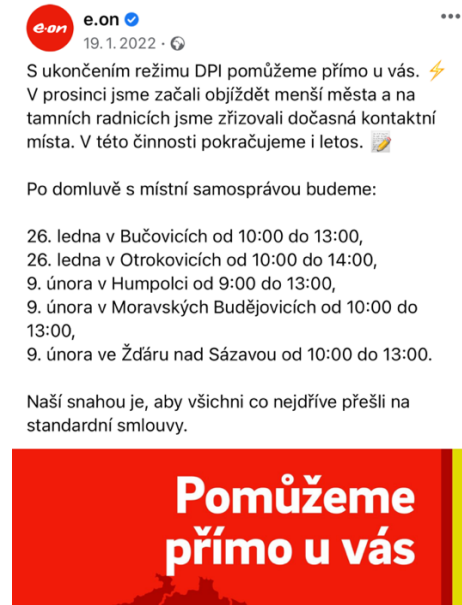 e·on
e.on
19. 1. 2022 ·
S ukončením režimu DPI pomůžeme přímo u vás. ⚡
V prosinci jsme začali objíždět menší města a na
tamních radnicích jsme zřizovali dočasná kontaktní
místa. V této činnosti pokračujeme i letos. 📝
Po domluvě s místní samosprávou budeme:
26. ledna v Bučovicích od 10:00 do 13:00,
26. ledna v Otrokovicích od 10:00 do 14:00,
9. února v Humpolci od 9:00 do 13:00,
9. února v Moravských Budějovicích od 10:00 do
13:00,
9. února ve Žďáru nad Sázavou od 10:00 do 13:00.
Naší snahou je, aby všichni co nejdříve přešli na
standardní smlouvy.
Pomůžeme
přímo u vás